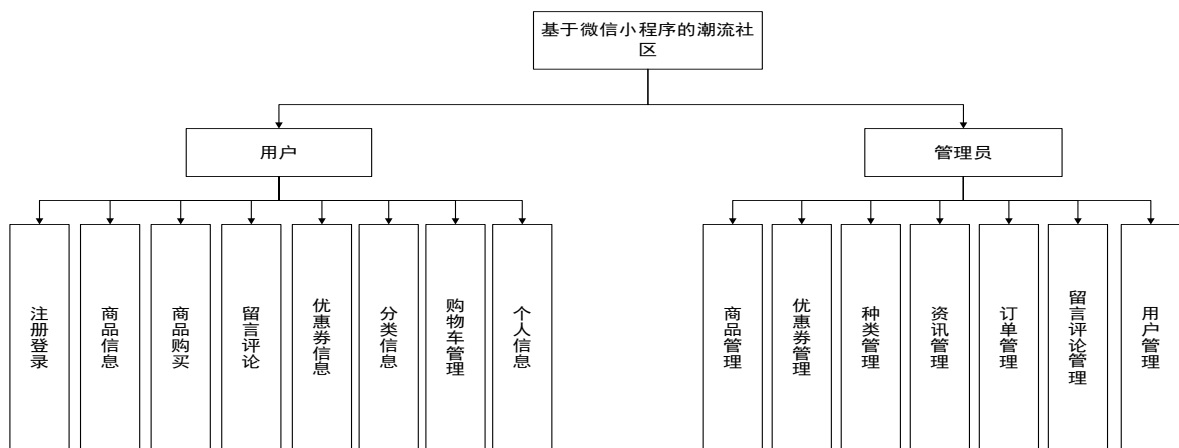 基于微信小程序的潮流社
区
用户
管理员
注册登录
商品信息
商品购买
留言评论
优惠券信息
分类信息
购物车管理
个人信息
商品管理
优惠券管理
种类管理
资讯管理
订单管理
留言评论管理
用户管理